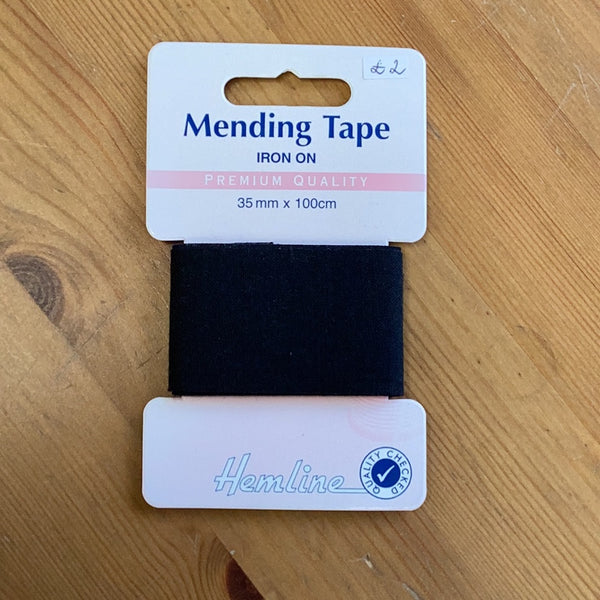 £2
Mending Tape
IRON ON
PREMIUM QUALITY
35mm x 100cm
Hemline
QUALITY CHECKED